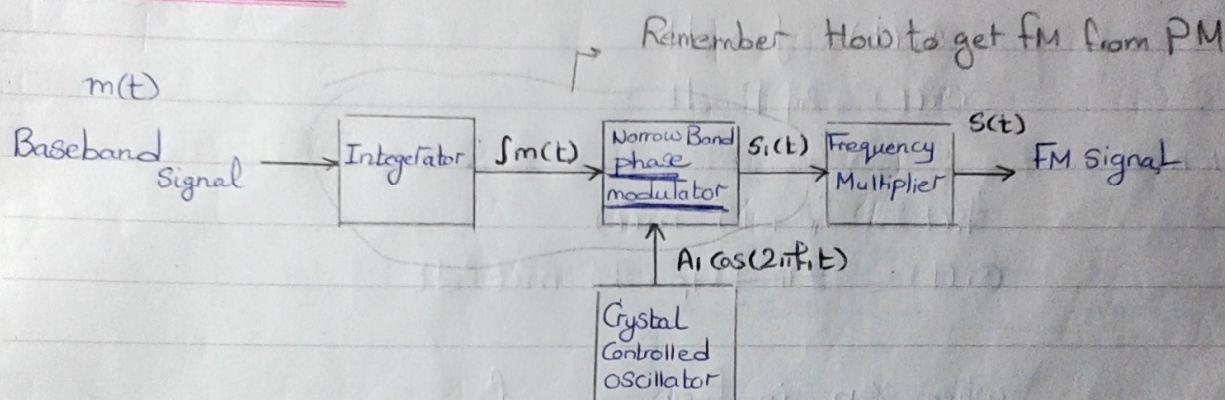 Remember How to get fM from PM
m(t)
Baseband
Signal
Integerator
∫m(t)
Narrow Band
phase
modulator
S₁(t)
Frequency
Multiplier
S(t)
FM Signal
A₁ Cos(2πf₁t)
Crystal
Controlled
oscillator